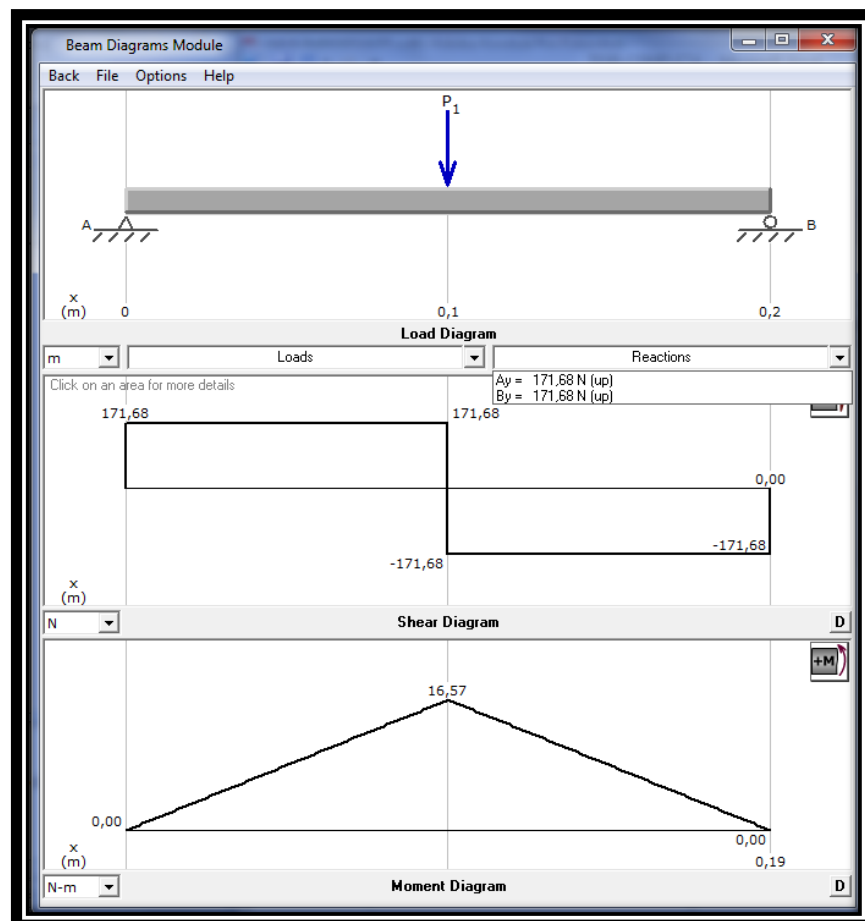 Beam Diagrams Module
Back File Options Help
P1
A
B
x
(m) 0 0,1 0,2
Load Diagram
m Loads Reactions
Click on an area for more details
Ay = 171,68 N (up)
By = 171,68 N (up)
171,68 171,68
0,00
-171,68
-171,68
x
(m)
N Shear Diagram D
+M
16,57
0,00
0,00
x
(m) 0,19
N-m Moment Diagram D